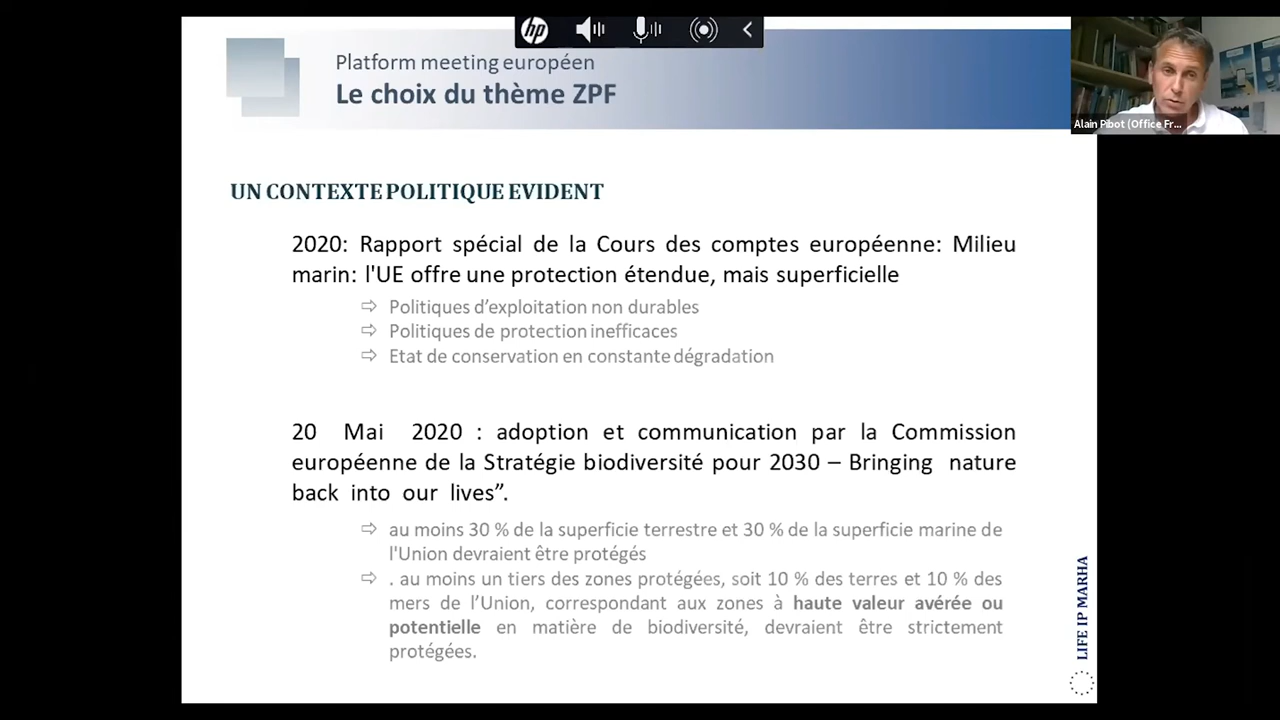 hp
Platform meeting européen
Le choix du thème ZPF
Alain Pibot (Office Fr...
UN CONTEXTE POLITIQUE EVIDENT
2020: Rapport spécial de la Cours des comptes européenne: Milieu
marin: l'UE offre une protection étendue, mais superficielle
⇨ Politiques d’exploitation non durables
⇨ Politiques de protection inefficaces
⇨ Etat de conservation en constante dégradation
20 Mai 2020 : adoption et communication par la Commission
européenne de la Stratégie biodiversité pour 2030 – Bringing nature
back into our lives”.
⇨ au moins 30 % de la superficie terrestre et 30 % de la superficie marine de
l'Union devraient être protégés
⇨ . au moins un tiers des zones protégées, soit 10 % des terres et 10 % des
mers de l’Union, correspondant aux zones à haute valeur avérée ou
potentielle en matière de biodiversité, devraient être strictement
protégées.
LIFE IP MARHA